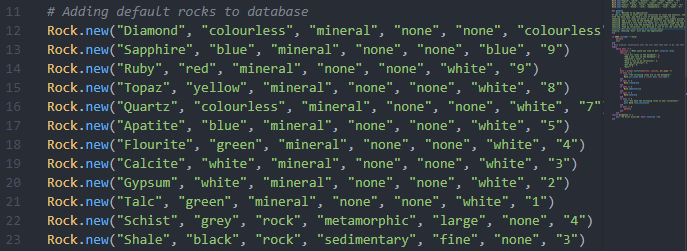 11 # Adding default rocks to database
12 Rock.new("Diamond", "colourless", "mineral", "none", "none", "colourless
13 Rock.new("Sapphire", "blue", "mineral", "none", "none", "blue", "9")
14 Rock.new("Ruby", "red", "mineral", "none", "none", "white", "9")
15 Rock.new("Topaz", "yellow", "mineral", "none", "none", "white", "8")
16 Rock.new("Quartz", "colourless", "mineral", "none", "none", "white", "7"
17 Rock.new("Apatite", "blue", "mineral", "none", "none", "white", "5")
18 Rock.new("Flourite", "green", "mineral", "none", "none", "white", "4")
19 Rock.new("Calcite", "white", "mineral", "none", "none", "white", "3")
20 Rock.new("Gypsum", "white", "mineral", "none", "none", "white", "2")
21 Rock.new("Talc", "green", "mineral", "none", "none", "white", "1")
22 Rock.new("Schist", "grey", "rock", "metamorphic", "large", "none", "4")
23 Rock.new("Shale", "black", "rock", "sedimentary", "fine", "none", "3")